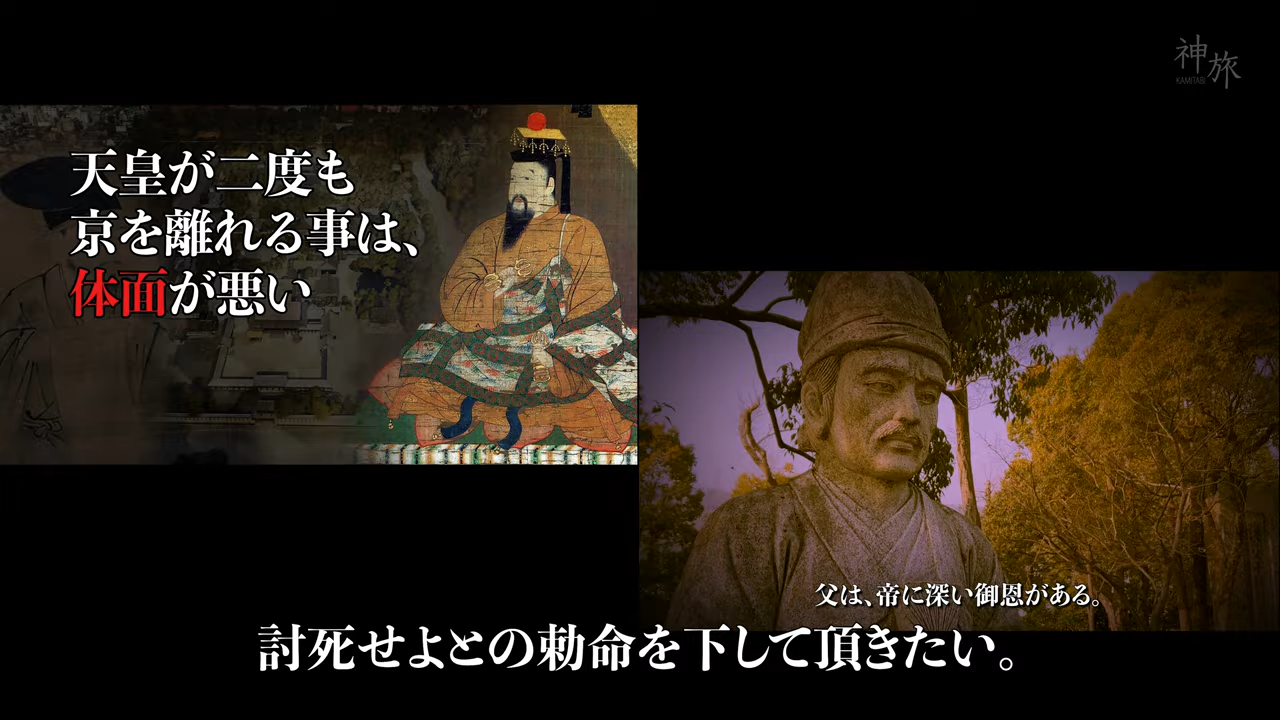 神旅
KAMITABI
天皇が二度も
京を離れる事は、
体面が悪い
父は、帝に深い御恩がある。
討死せよとの勅命を下して頂きたい。